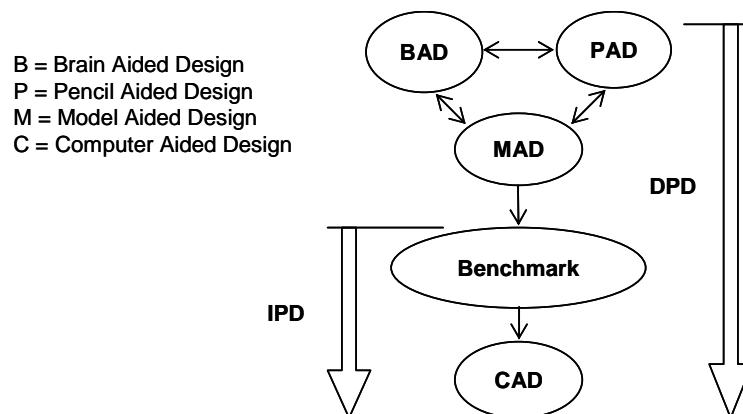 B = Brain Aided Design
P = Pencil Aided Design
M = Model Aided Design
C = Computer Aided Design
BAD
PAD
MAD
DPD
Benchmark
IPD
CAD